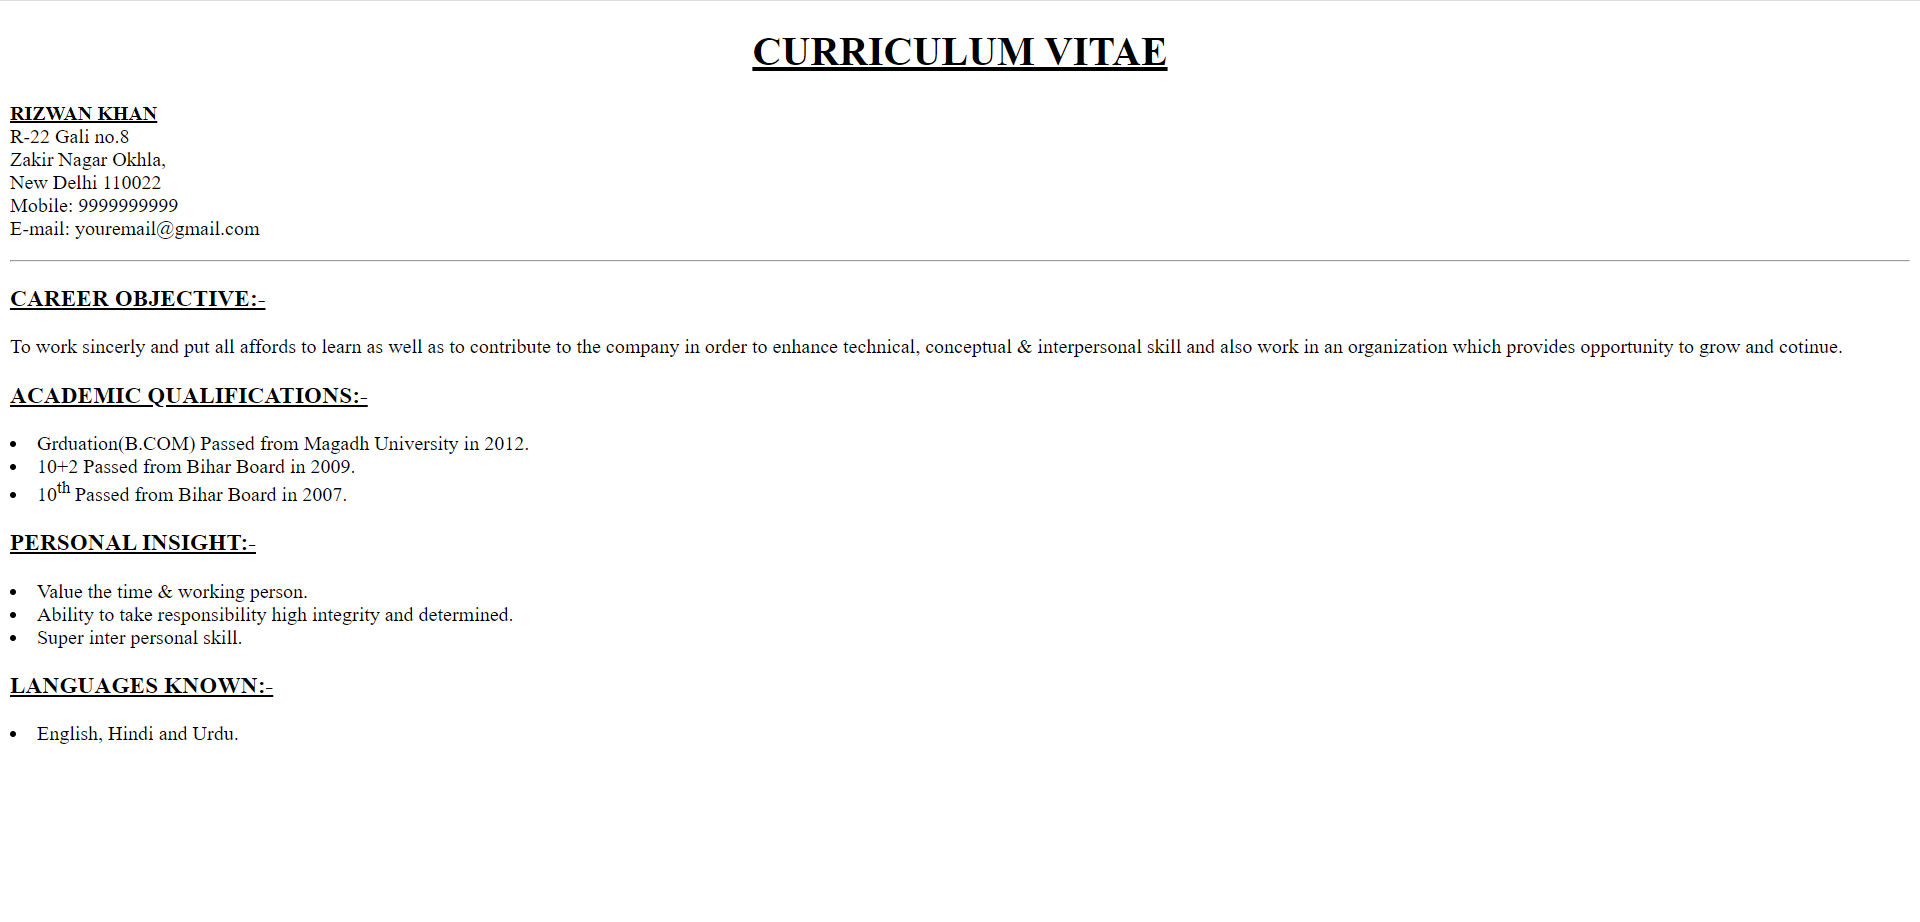 CURRICULUM VITAE
RIZWAN KHAN
R-22 Gali no.8
Zakir Nagar Okhla,
New Delhi 110022
Mobile: 9999999999
E-mail: youremail@gmail.com
CAREER OBJECTIVE:-
To work sincerly and put all affords to learn as well as to contribute to the company in order to enhance technical, conceptual & interpersonal skill and also work in an organization which provides opportunity to grow and cotinue.
ACADEMIC QUALIFICATIONS:-
• Grduation(B.COM) Passed from Magadh University in 2012.
• 10+2 Passed from Bihar Board in 2009.
• 10th Passed from Bihar Board in 2007.
PERSONAL INSIGHT:-
• Value the time & working person.
• Ability to take responsibility high integrity and determined.
• Super inter personal skill.
LANGUAGES KNOWN:-
• English, Hindi and Urdu.